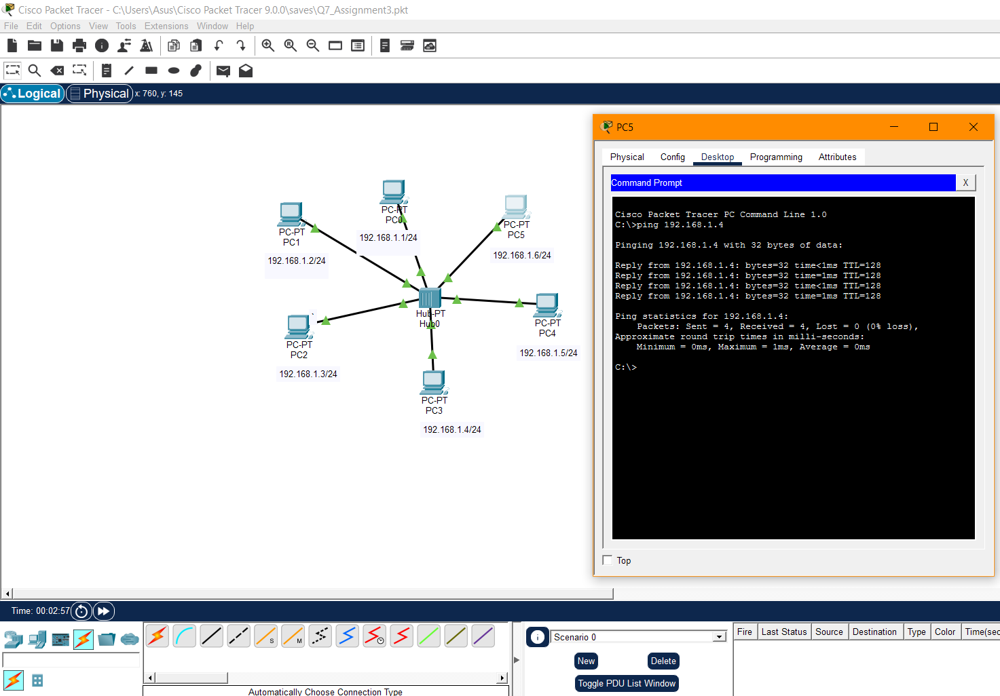 Cisco Packet Tracer - C:\Users\Asus\Cisco Packet Tracer 9.0.0\saves\Q7_Assignment3.pkt
File Edit Options View Tools Extensions Window Help
Logical Physical x: 760, y: 145
PC-PT
PC0
192.168.1.1/24
PC-PT
PC1
192.168.1.2/24
PC-PT
PC5
192.168.1.6/24
Hub-PT
Hub0
PC-PT
PC4
192.168.1.5/24
PC-PT
PC2
192.168.1.3/24
PC-PT
PC3
192.168.1.4/24
PC5
Physical Config Desktop Programming Attributes
Command Prompt X
Cisco Packet Tracer PC Command Line 1.0
C:\>ping 192.168.1.4
Pinging 192.168.1.4 with 32 bytes of data:
Reply from 192.168.1.4: bytes=32 time<1ms TTL=128
Reply from 192.168.1.4: bytes=32 time=1ms TTL=128
Reply from 192.168.1.4: bytes=32 time<1ms TTL=128
Reply from 192.168.1.4: bytes=32 time=1ms TTL=128
Ping statistics for 192.168.1.4:
Packets: Sent = 4, Received = 4, Lost = 0 (0% loss),
Approximate round trip times in milli-seconds:
Minimum = 0ms, Maximum = 1ms, Average = 0ms
C:\>
Top
Time: 00:02:57
S M
Automatically Choose Connection Type
Scenario 0
New Delete
Toggle PDU List Window
Fire Last Status Source Destination Type Color Time(sec